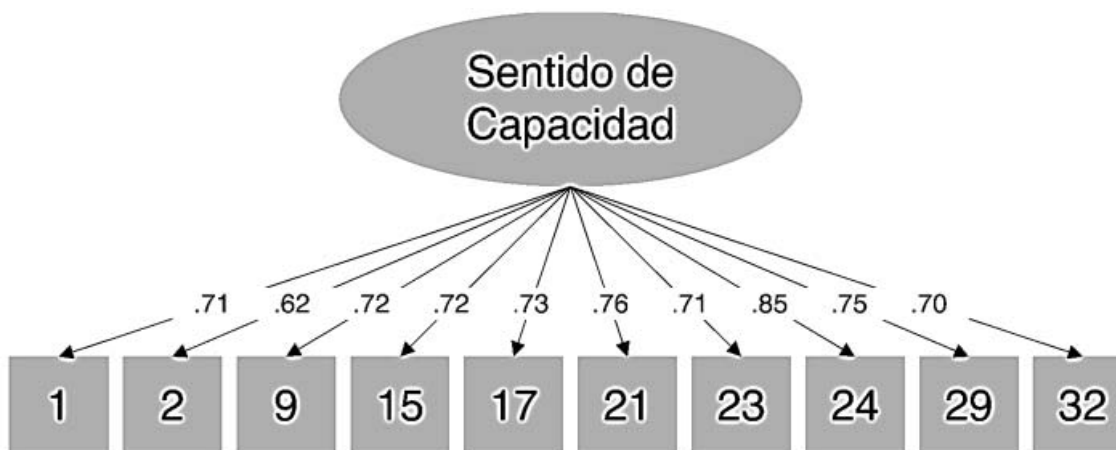 Sentido de
Capacidad
.71 .62 .72 .72 .73 .76 .71 .85 .75 .70
1 2 9 15 17 21 23 24 29 32